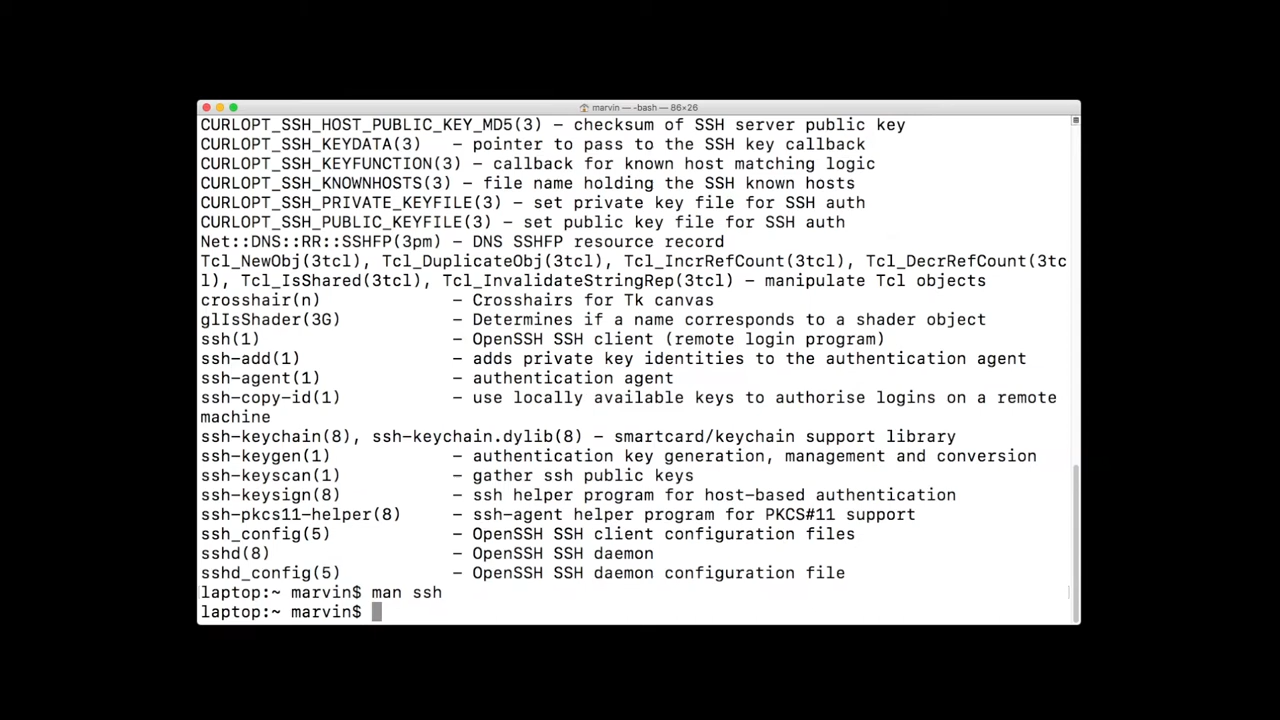 marvin — -bash — 86×26
CURLOPT_SSH_HOST_PUBLIC_KEY_MD5(3) – checksum of SSH server public key
CURLOPT_SSH_KEYDATA(3)   – pointer to pass to the SSH key callback
CURLOPT_SSH_KEYFUNCTION(3) – callback for known host matching logic
CURLOPT_SSH_KNOWNHOSTS(3) – file name holding the SSH known hosts
CURLOPT_SSH_PRIVATE_KEYFILE(3) – set private key file for SSH auth
CURLOPT_SSH_PUBLIC_KEYFILE(3) – set public key file for SSH auth
Net::DNS::RR::SSHFP(3pm) – DNS SSHFP resource record
Tcl_NewObj(3tcl), Tcl_DuplicateObj(3tcl), Tcl_IncrRefCount(3tcl), Tcl_DecrRefCount(3tc
l), Tcl_IsShared(3tcl), Tcl_InvalidateStringRep(3tcl) – manipulate Tcl objects
crosshair(n)             – Crosshairs for Tk canvas
glIsShader(3G)           – Determines if a name corresponds to a shader object
ssh(1)                   – OpenSSH SSH client (remote login program)
ssh-add(1)               – adds private key identities to the authentication agent
ssh-agent(1)             – authentication agent
ssh-copy-id(1)           – use locally available keys to authorise logins on a remote
machine
ssh-keychain(8), ssh-keychain.dylib(8) – smartcard/keychain support library
ssh-keygen(1)            – authentication key generation, management and conversion
ssh-keyscan(1)           – gather ssh public keys
ssh-keysign(8)           – ssh helper program for host-based authentication
ssh-pkcs11-helper(8)     – ssh-agent helper program for PKCS#11 support
ssh_config(5)            – OpenSSH SSH client configuration files
sshd(8)                  – OpenSSH SSH daemon
sshd_config(5)           – OpenSSH SSH daemon configuration file
laptop:~ marvin$ man ssh
laptop:~ marvin$